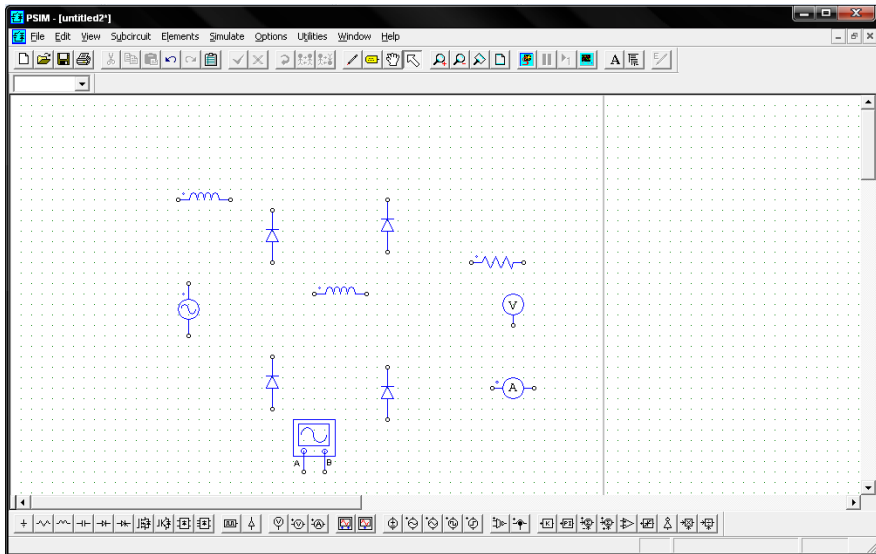 PSIM - [untitled2*]
File Edit View Subcircuit Elements Simulate Options Utilities Window Help
V
A
A B